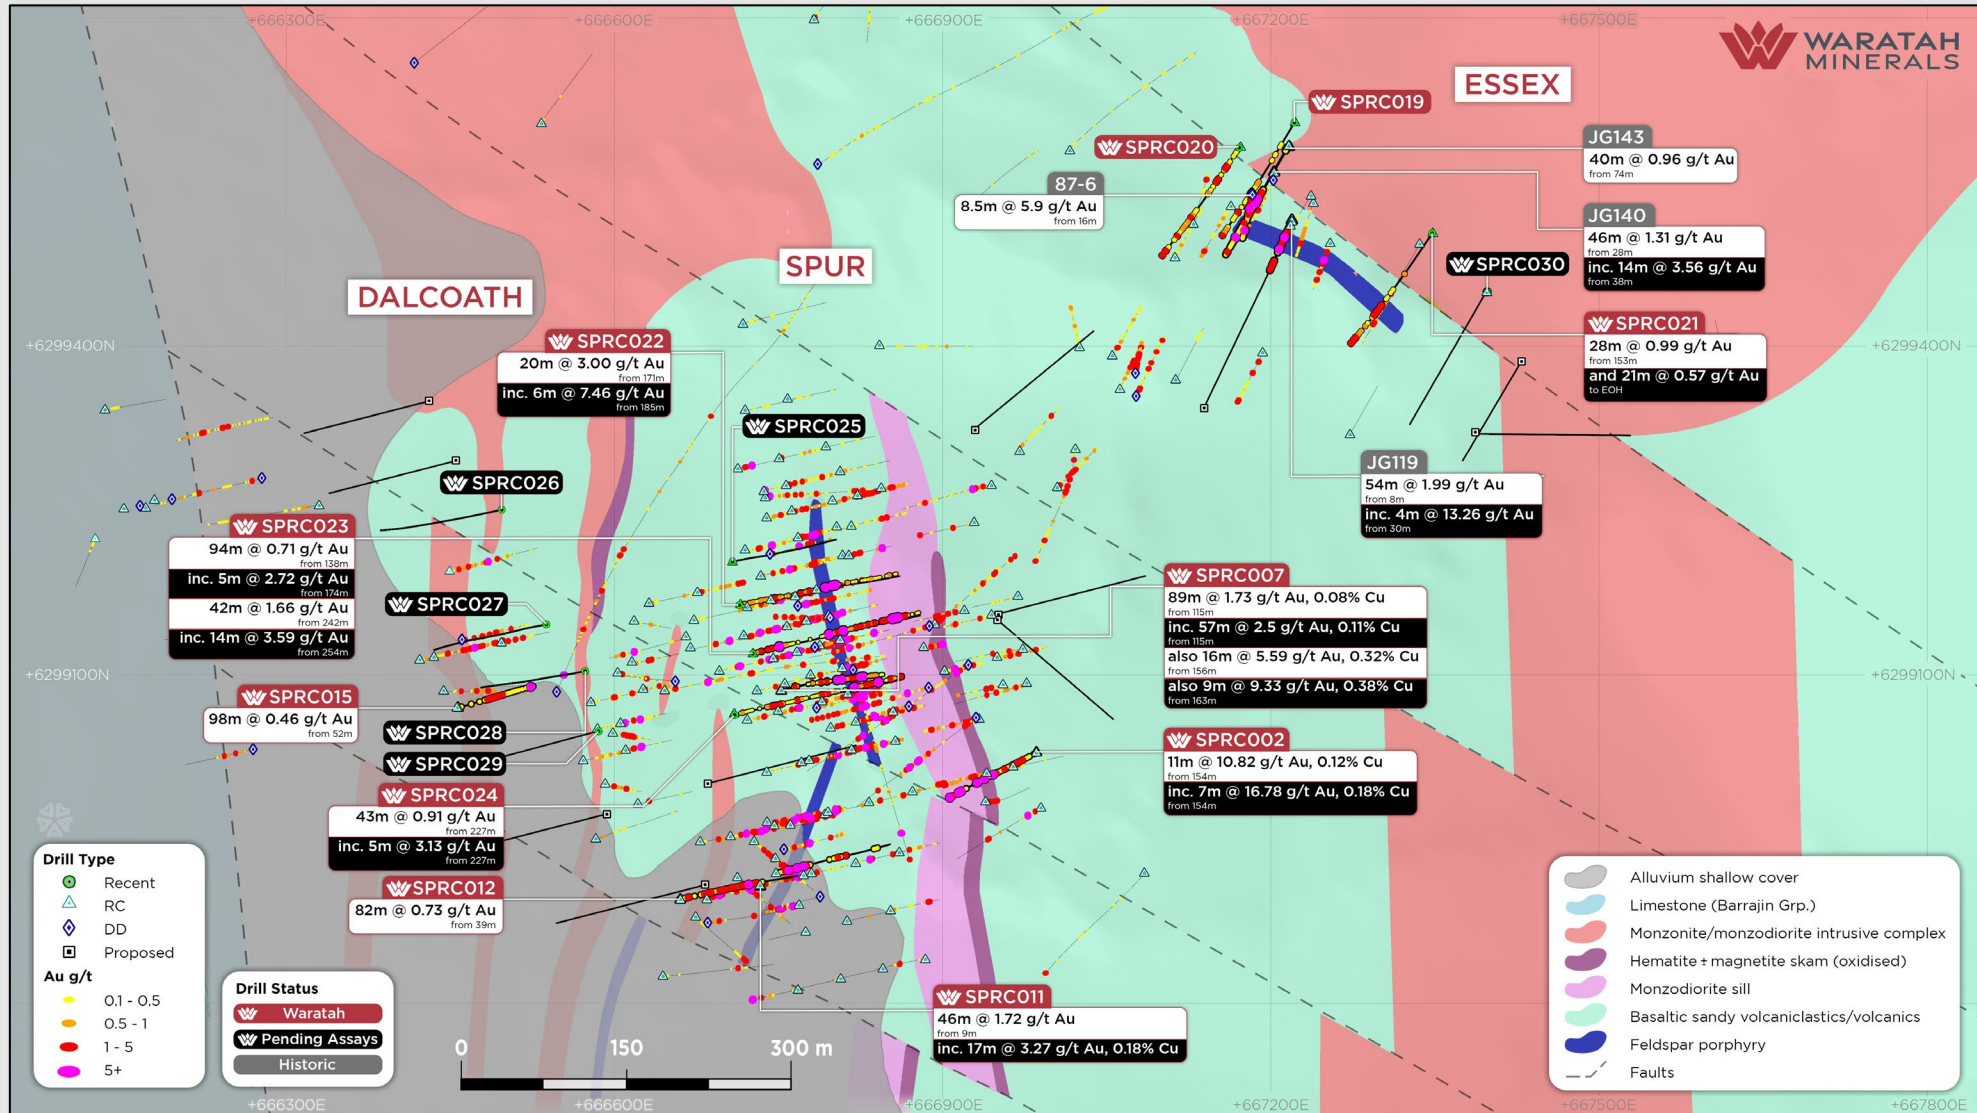 +666300E
+666600E
+666900E
+667200E
+667500E
WARATAH
MINERALS
ESSEX
SPRC019
SPRC020
JG143
40m @ 0.96 g/t Au
from 74m
87-6
8.5m @ 5.9 g/t Au
from 16m
JG140
46m @ 1.31 g/t Au
from 28m
inc. 14m @ 3.56 g/t Au
from 38m
SPUR
SPRC030
DALCOATH
SPRC021
28m @ 0.99 g/t Au
from 153m
and 21m @ 0.57 g/t Au
to EOH
+6299400N
+6299400N
SPRC022
20m @ 3.00 g/t Au
from 171m
inc. 6m @ 7.46 g/t Au
from 185m
SPRC025
JG119
54m @ 1.99 g/t Au
from 8m
inc. 4m @ 13.26 g/t Au
from 30m
SPRC026
SPRC023
94m @ 0.71 g/t Au
from 138m
inc. 5m @ 2.72 g/t Au
from 174m
42m @ 1.66 g/t Au
from 242m
inc. 14m @ 3.59 g/t Au
from 254m
SPRC027
SPRC007
89m @ 1.73 g/t Au, 0.08% Cu
from 115m
inc. 57m @ 2.5 g/t Au, 0.11% Cu
from 115m
also 16m @ 5.59 g/t Au, 0.32% Cu
from 156m
also 9m @ 9.33 g/t Au, 0.38% Cu
from 163m
+6299100N
+6299100N
SPRC015
98m @ 0.46 g/t Au
from 52m
SPRC028
SPRC029
SPRC002
11m @ 10.82 g/t Au, 0.12% Cu
from 154m
inc. 7m @ 16.78 g/t Au, 0.18% Cu
from 154m
SPRC024
43m @ 0.91 g/t Au
from 227m
inc. 5m @ 3.13 g/t Au
from 227m
SPRC012
82m @ 0.73 g/t Au
from 39m
SPRC011
46m @ 1.72 g/t Au
from 9m
inc. 17m @ 3.27 g/t Au, 0.18% Cu
Drill Type
Recent
RC
DD
Proposed
Au g/t
0.1 - 0.5
0.5 - 1
1 - 5
5+
Drill Status
Waratah
Pending Assays
Historic
0 150 300 m
Alluvium shallow cover
Limestone (Barrajin Grp.)
Monzonite/monzodiorite intrusive complex
Hematite ± magnetite skarn (oxidised)
Monzodiorite sill
Basaltic sandy volcaniclastics/volcanics
Feldspar porphyry
Faults
+666300E
+666600E
+666900E
+667200E
+667500E
+667800E